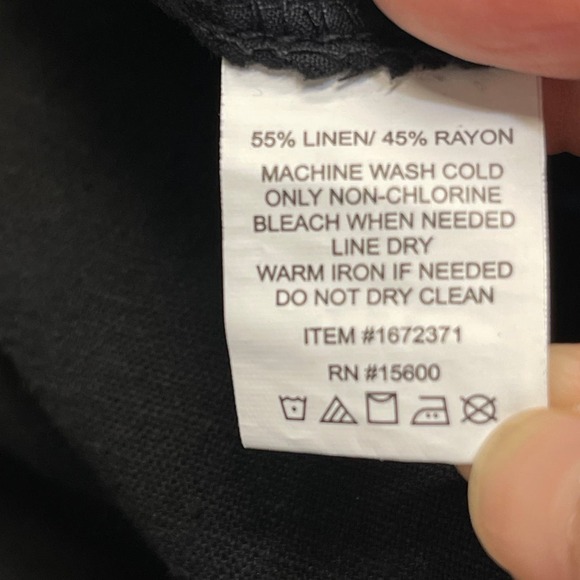 55% LINEN/ 45% RAYON
MACHINE WASH COLD
ONLY NON-CHLORINE
BLEACH WHEN NEEDED
LINE DRY
WARM IRON IF NEEDED
DO NOT DRY CLEAN
ITEM #1672371
RN #15600